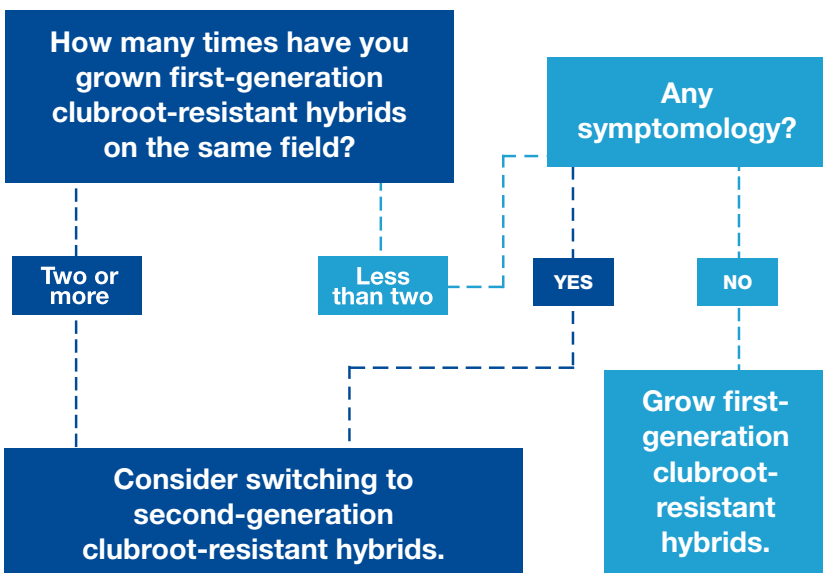 How many times have you
grown first-generation
clubroot-resistant hybrids
on the same field?
Any
symptomology?
Two or
more
Less
than two
YES
NO
Consider switching to
second-generation
clubroot-resistant hybrids.
Grow first-
generation
clubroot-
resistant
hybrids.